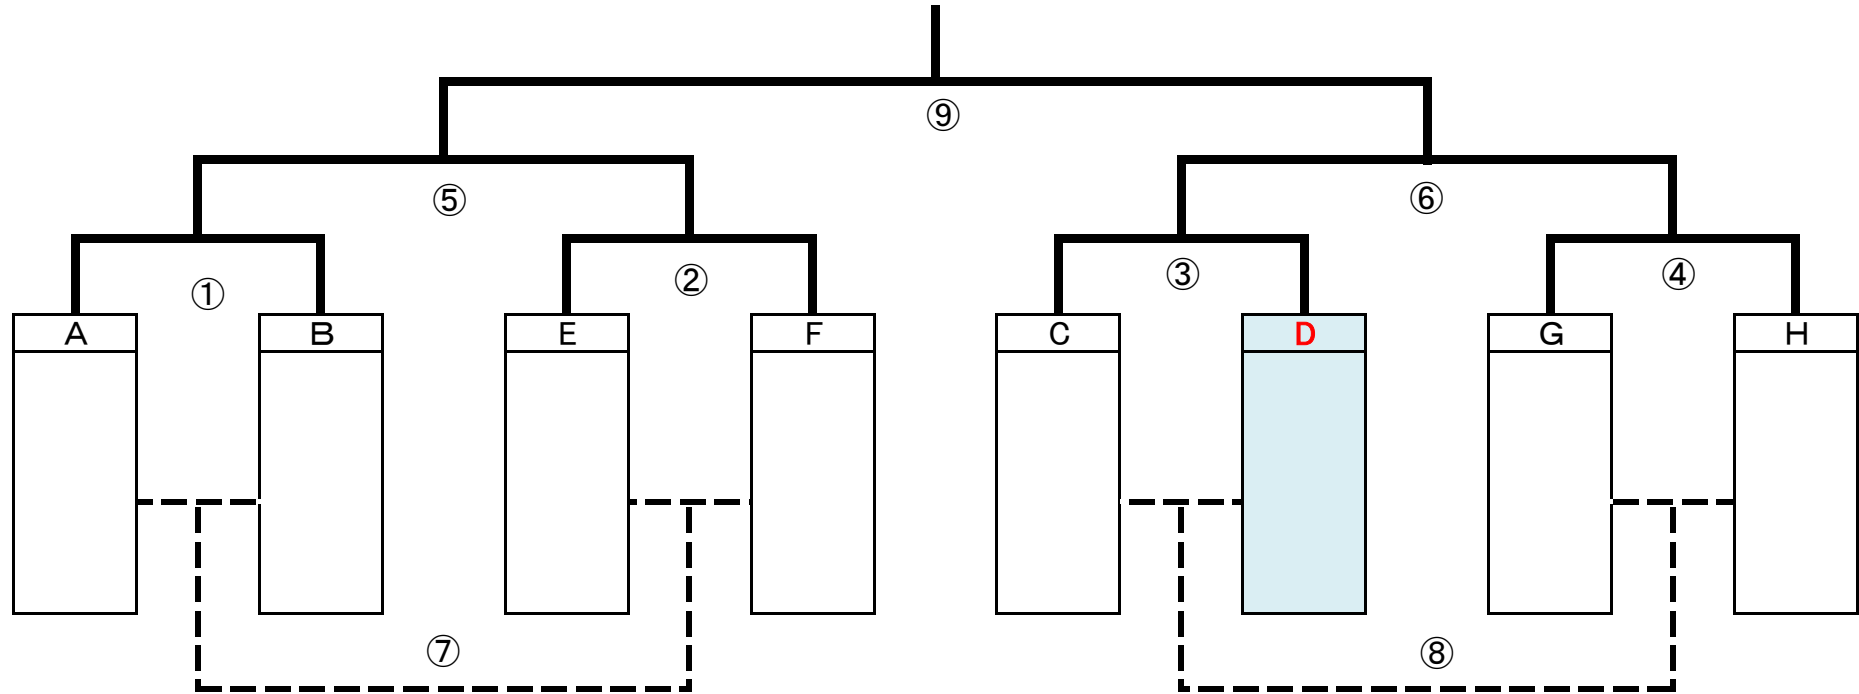 ⑨
⑤
⑥
①
②
③
④
A
B
E
F
C
D
G
H
⑦
⑧